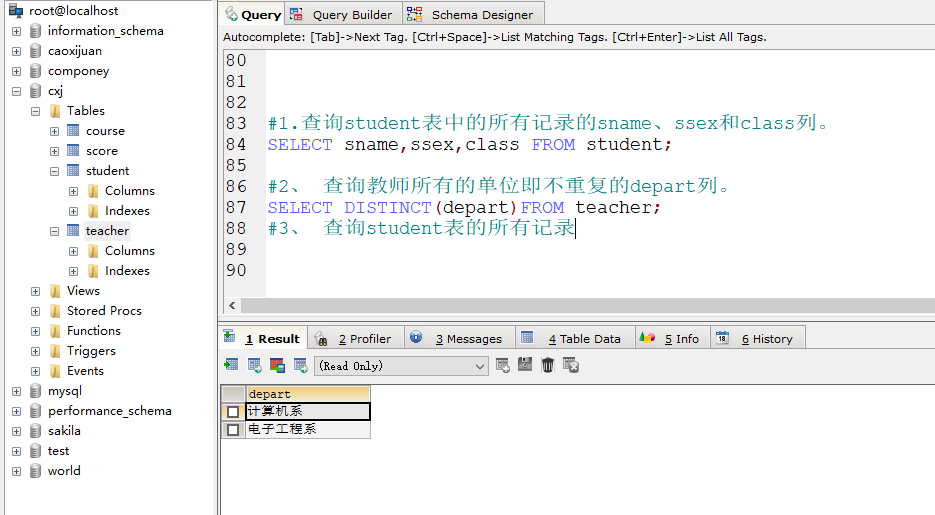 root@localhost
information_schema
caoxijuan
componey
cxj
Tables
course
score
student
Columns
Indexes
teacher
Columns
Indexes
Views
Stored Procs
Functions
Triggers
Events
mysql
performance_schema
sakila
test
world
Query Query Builder Schema Designer
Autocomplete: [Tab]->Next Tag. [Ctrl+Space]->List Matching Tags. [Ctrl+Enter]->List All Tags.
80
81
82
83 #1.查询student表中的所有记录的sname、ssex和class列。
84 SELECT sname,ssex,class FROM student;
85
86 #2、 查询教师所有的单位即不重复的depart列。
87 SELECT DISTINCT(depart)FROM teacher;
88 #3、 查询student表的所有记录
89
90
1 Result 2 Profiler 3 Messages 4 Table Data 5 Info 18 6 History
(Read Only)
depart
计算机系
电子工程系